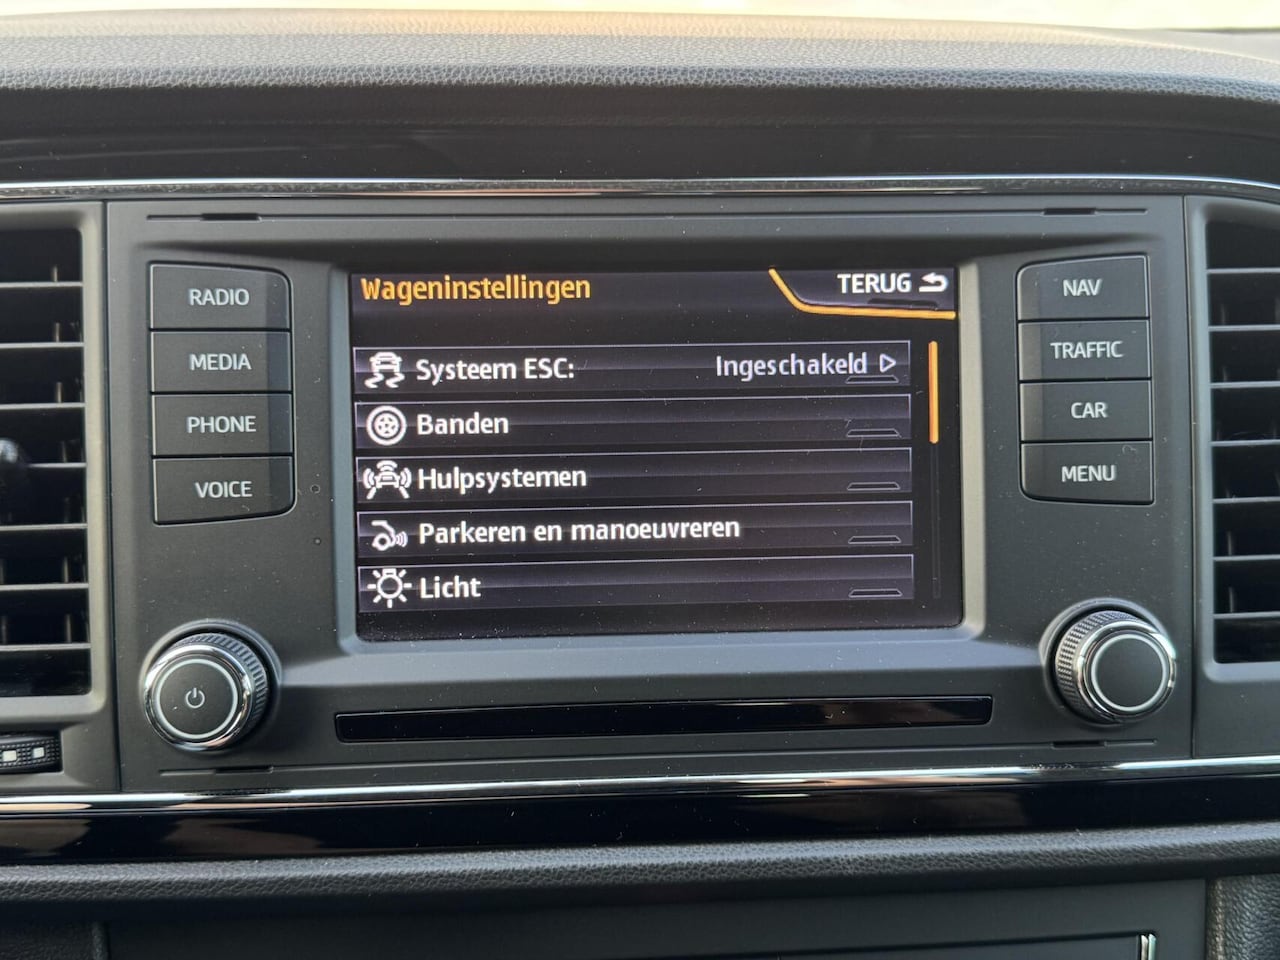 RADIO
MEDIA
PHONE
VOICE
Wageninstellingen
TERUG
Systeem ESC: Ingeschakeld
Banden
Hulpsystemen
Parkeren en manoeuvreren
Licht
NAV
TRAFFIC
CAR
MENU